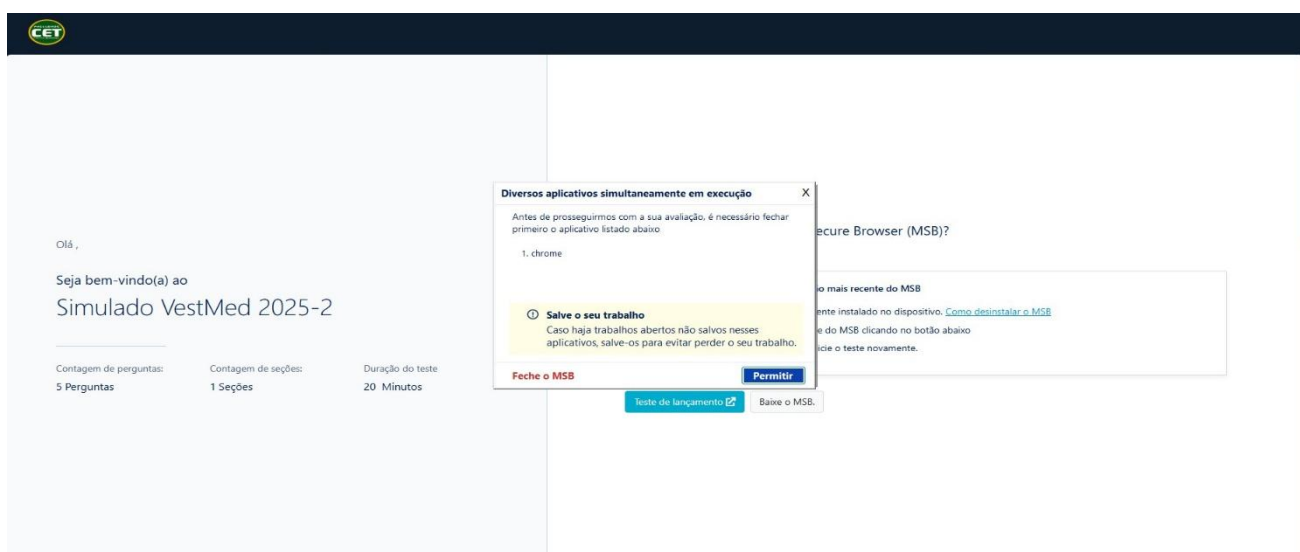 CET
Olá ,
Seja bem-vindo(a) ao
Simulado VestMed 2025-2
Contagem de perguntas:
5 Perguntas
Contagem de seções:
1 Seções
Duração do teste
20 Minutos
Diversos aplicativos simultaneamente em execução
X
Antes de prosseguirmos com a sua avaliação, é necessário fechar
primeiro o aplicativo listado abaixo
1. chrome
Salve o seu trabalho
Caso haja trabalhos abertos não salvos nesses
aplicativos, salve-os para evitar perder o seu trabalho.
Feche o MSB
Permitir
ecure Browser (MSB)?
io mais recente do MSB
ente instalado no dispositivo. Como desinstalar o MSB
e do MSB clicando no botão abaixo
icie o teste novamente.
Teste de lançamento
Baixe o MSB.